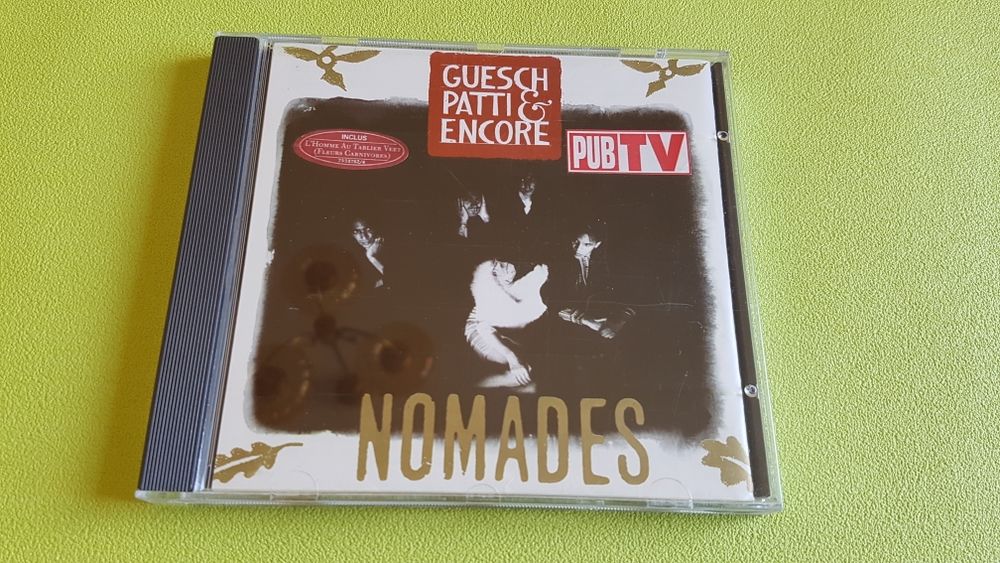 GUESCH
PATTI &
ENCORE
INCLUS
L'HOMME AU TABLIER VERT
(FLEURS CARNIVORES)
PUB TV
NOMADES